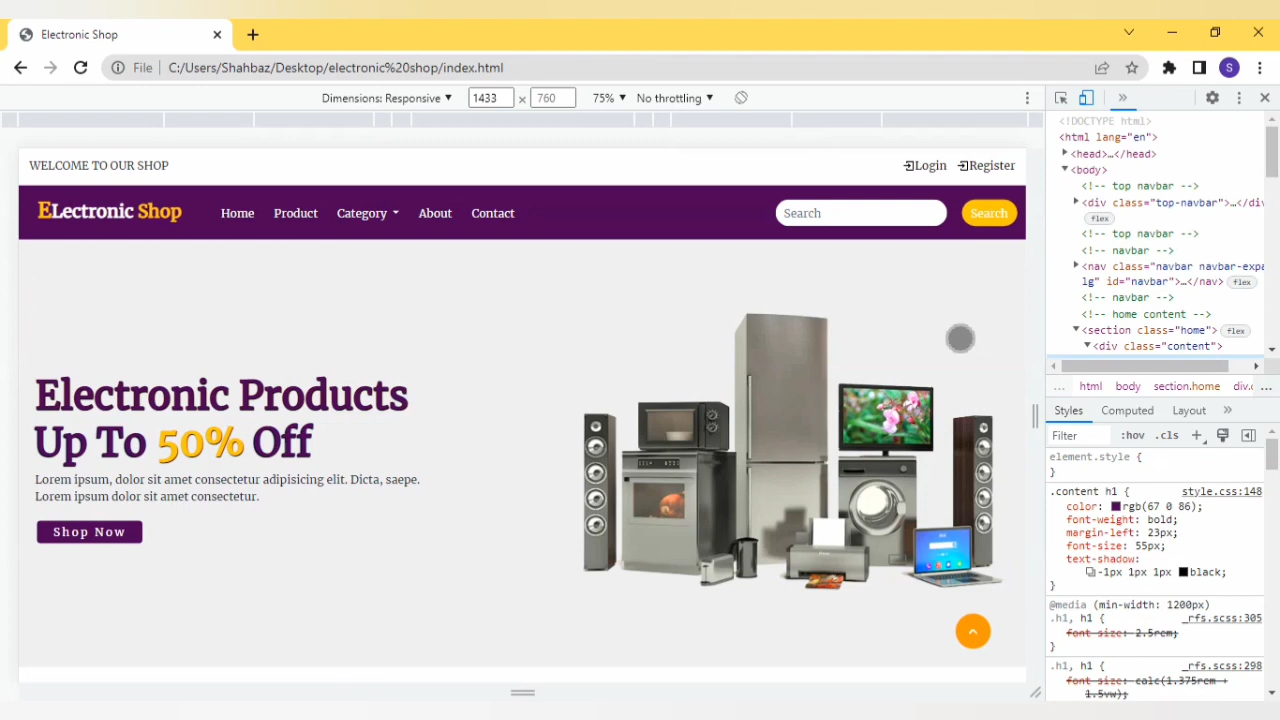 Electronic Shop
File C:/Users/Shahbaz/Desktop/electronic%20shop/index.html
S
Dimensions: Responsive 1433 x 760 75% No throttling
WELCOME TO OUR SHOP
Login Register
ELectronic Shop Home Product Category About Contact Search Search
Electronic Products
Up To 50% Off
Lorem ipsum, dolor sit amet consectetur adipisicing elit. Dicta, saepe.
Lorem ipsum dolor sit amet consectetur.
Shop Now
<!DOCTYPE html>
<html lang="en">
<head>…</head>
<body>
<!-- top navbar -->
<div class="top-navbar">…</div
flex
<!-- top navbar -->
<!-- navbar -->
<nav class="navbar navbar-expa
lg" id="navbar">…</nav> flex
<!-- navbar -->
<!-- home content -->
<section class="home"> flex
<div class="content">
… html body section.home div.c …
Styles Computed Layout
Filter :hov .cls
element.style {
}
.content h1 { style.css:148
color: rgb(67 0 86);
font-weight: bold;
margin-left: 23px;
font-size: 55px;
text-shadow:
-1px 1px 1px black;
}
@media (min-width: 1200px)
.h1, h1 { _rfs.scss:305
font-size: 2.5rem;
}
.h1, h1 { _rfs.scss:298
font-size: calc(1.375rem +
1.5vw);